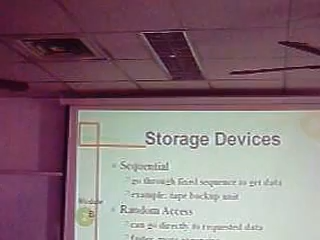 Storage Devices
Sequential
go through fixed sequence to get data
example: tape backup unit
Module
B
Random Access
can go directly to requested data